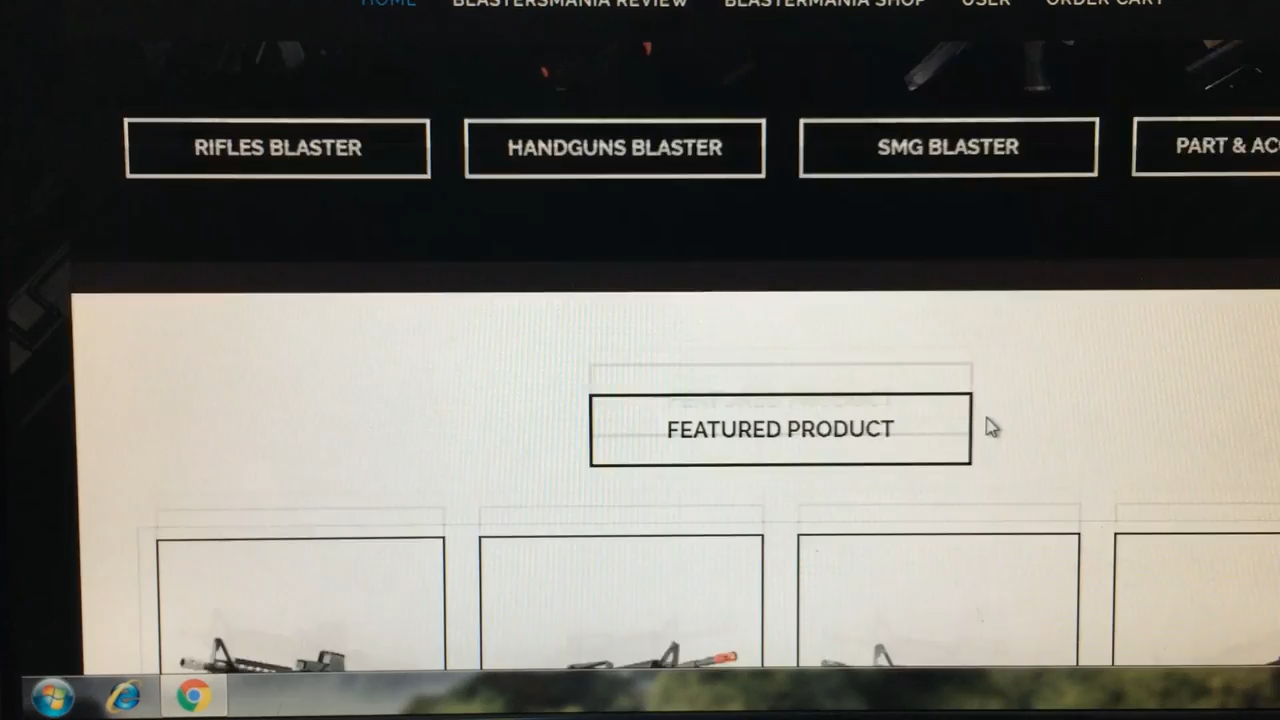 HOME BLASTERSMANIA REVIEW BLASTERMANIA SHOP USER ORDER CART
RIFLES BLASTER HANDGUNS BLASTER SMG BLASTER PART & AC
FEATURED PRODUCT